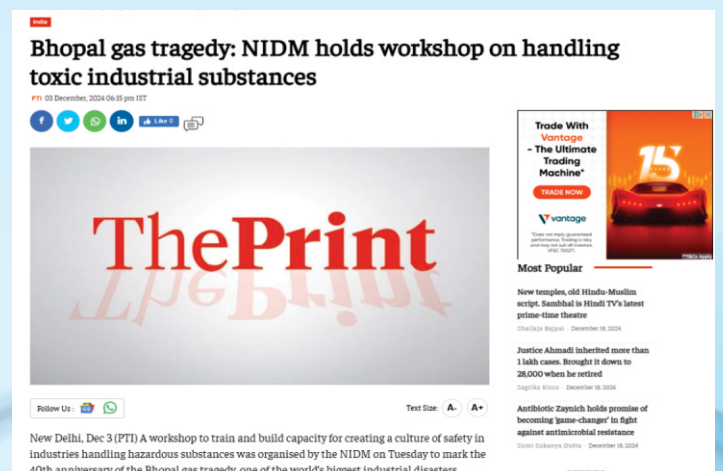 India
Bhopal gas tragedy: NIDM holds workshop on handling
toxic industrial substances
PTI 03 December, 2024 06:15 pm IST
Like 0
ThePrint
Follow Us :
Text Size: A- A+
New Delhi, Dec 3 (PTI) A workshop to train and build capacity for creating a culture of safety in
industries handling hazardous substances was organised by the NIDM on Tuesday to mark the
40th anniversary of the Bhopal gas tragedy, one of the world's biggest industrial disasters
Trade With
Vantage
- The Ultimate
Trading
Machine*
TRADE NOW
vantage
15
*T&Cs Apply
Most Popular
New temples, old Hindu-Muslim
script. Sambhal is Hindi TV's latest
prime-time theatre
Shailaja Bajpai - December 19, 2024
Justice Ahmadi inherited more than
1 lakh cases. Brought it down to
28,000 when he retired
December 19, 2024
Antibiotic Zaynich holds promise of
becoming 'game-changer' in fight
against antimicrobial resistance
Sumi Sukanya Dutta - December 18, 2024